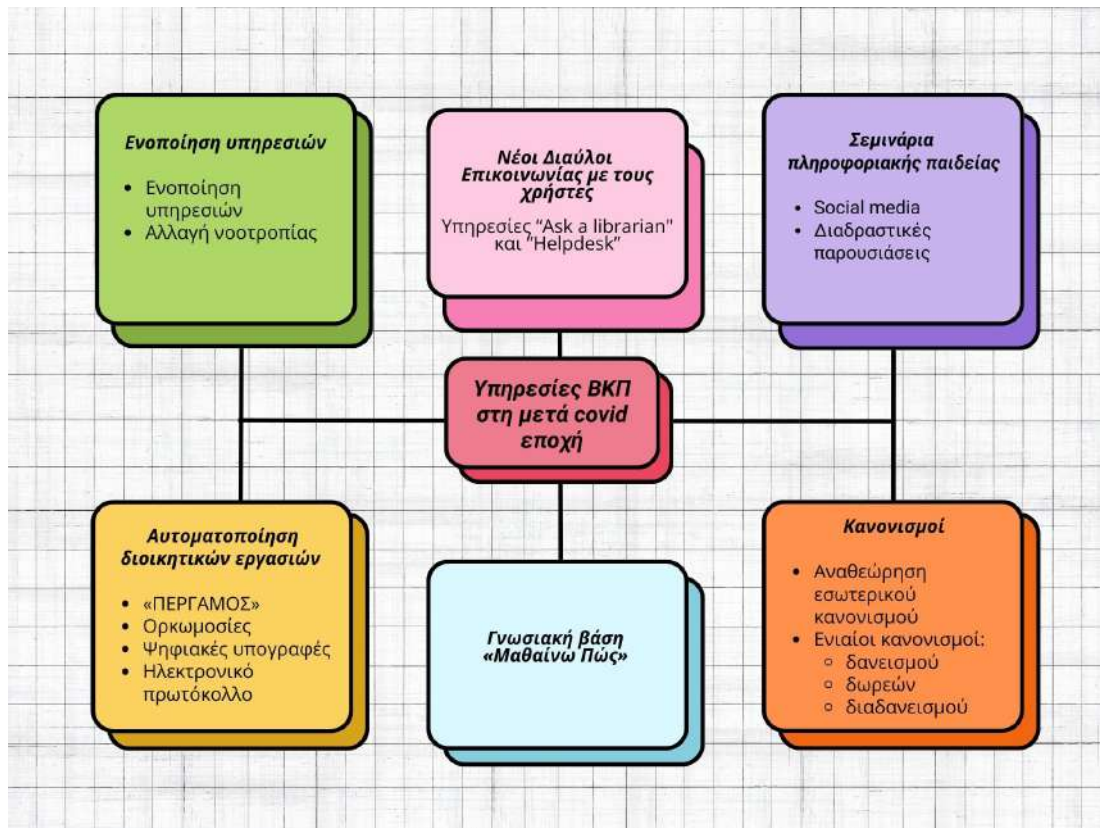 Ενοποίηση υπηρεσιών
• Ενοποίηση
υπηρεσιών
• Αλλαγή νοοτροπίας
Νέοι Διαύλοι
Επικοινωνίας με τους
χρήστες
Υπηρεσίες “Ask a librarian"
και “Helpdesk”
Σεμινάρια
πληροφοριακής παιδείας
• Social media
• Διαδραστικές
παρουσιάσεις
Υπηρεσίες ΒΚΠ
στη μετά covid
εποχή
Αυτοματοποίηση
διοικητικών εργασιών
• «ΠΕΡΓΑΜΟΣ»
• Ορκωμοσίες
• Ψηφιακές υπογραφές
• Ηλεκτρονικό
πρωτόκολλο
Γνωσιακή βάση
«Μαθαίνω Πώς»
Κανονισμοί
• Αναθεώρηση
εσωτερικού
κανονισμού
• Ενιαίοι κανονισμοί:
○ δανεισμού
○ δωρεών
○ διαδανεισμού